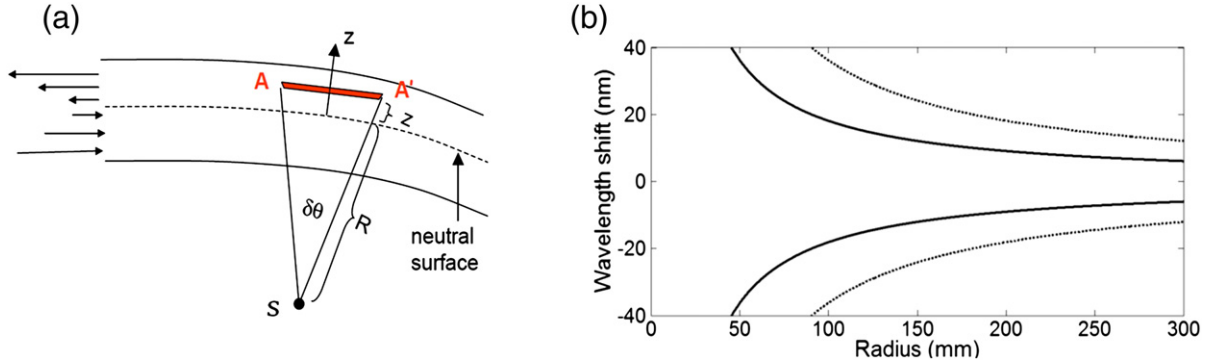 (a)
z
A
A'
z
δθ
R
S
neutral
surface
(b)
Wavelength shift (nm)
40
20
0
-20
-40
0
50
100
150
200
250
300
Radius (mm)